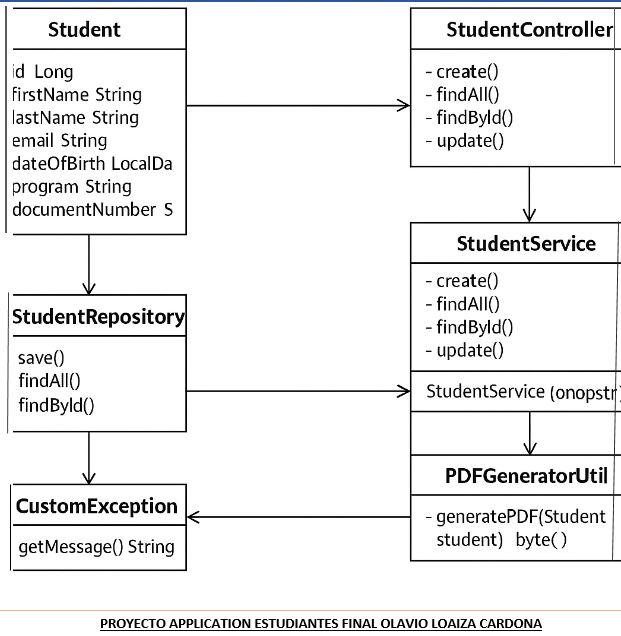 Student
id Long
firstName String
lastName String
email String
dateOfBirth LocalDa
program String
documentNumber S
StudentController
- create()
- findAll()
- findById()
- update()
StudentRepository
save()
findAll()
findById()
StudentService
- create()
- findAll()
- findById()
- update()
StudentService (onopstr)
CustomException
getMessage() String
PDFGeneratorUtil
- generatePDF(Student
student) byte()
PROYECTO APPLICATION ESTUDIANTES FINAL OLAVIO LOAIZA CARDONA